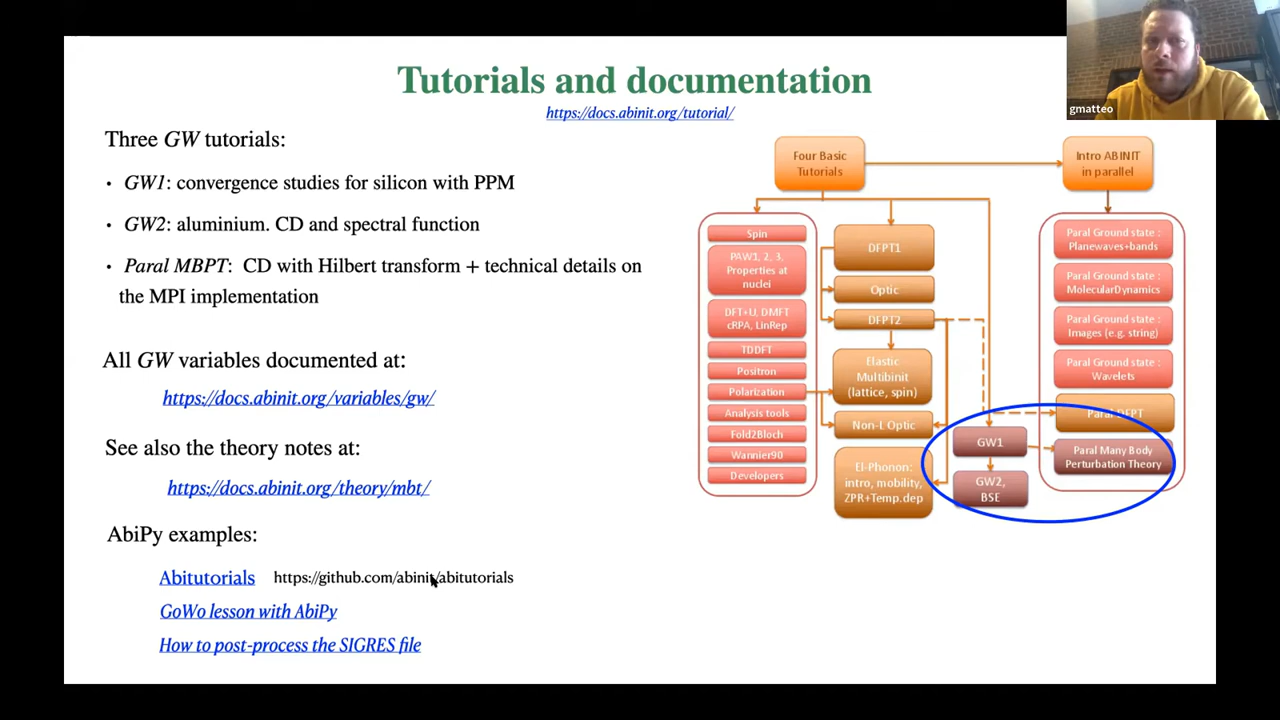 gmatteo
Tutorials and documentation
https://docs.abinit.org/tutorial/
Three GW tutorials:
• GW1: convergence studies for silicon with PPM
• GW2: aluminium. CD and spectral function
• Paral MBPT: CD with Hilbert transform + technical details on
the MPI implementation
All GW variables documented at:
https://docs.abinit.org/variables/gw/
See also the theory notes at:
https://docs.abinit.org/theory/mbt/
AbiPy examples:
Abitutorials https://github.com/abinit/abitutorials
GoWo lesson with AbiPy
How to post-process the SIGRES file
Four Basic
Tutorials
Intro ABINIT
in parallel
Spin
PAW1, 2, 3,
Properties at
nuclei
DFT+U, DMFT
cRPA, LinRep
TDDFT
Positron
Polarization
Analysis tools
Fold2Bloch
Wannier90
Developers
DFPT1
Optic
DFPT2
Elastic
Multibinit
(lattice, spin)
Non-L Optic
El-Phonon:
intro, mobility,
ZPR+Temp.dep
GW1
GW2,
BSE
Paral Ground state :
Planewaves+bands
Paral Ground state :
MolecularDynamics
Paral Ground state :
Images (e.g. string)
Paral Ground state :
Wavelets
Paral DFPT
Paral Many Body
Perturbation Theory